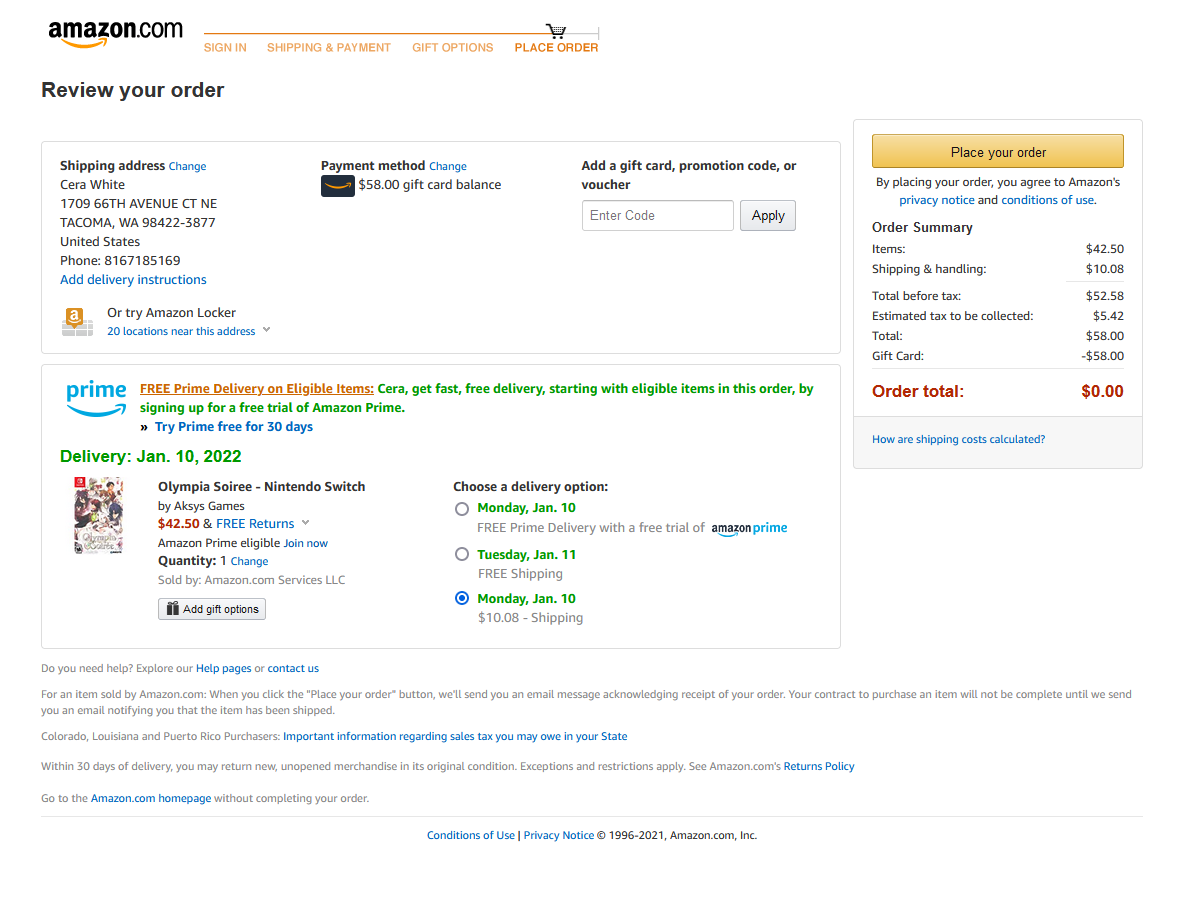 amazon.com
SIGN IN SHIPPING & PAYMENT GIFT OPTIONS PLACE ORDER
Review your order
Shipping address Change
Cera White
1709 66TH AVENUE CT NE
TACOMA, WA 98422-3877
United States
Phone: 8167185169
Add delivery instructions
Or try Amazon Locker
20 locations near this address
Payment method Change
$58.00 gift card balance
Add a gift card, promotion code, or
voucher
Enter Code Apply
Place your order
By placing your order, you agree to Amazon's
privacy notice and conditions of use.
Order Summary
Items: $42.50
Shipping & handling: $10.08
Total before tax: $52.58
Estimated tax to be collected: $5.42
Total: $58.00
Gift Card: -$58.00
Order total: $0.00
How are shipping costs calculated?
prime
FREE Prime Delivery on Eligible Items: Cera, get fast, free delivery, starting with eligible items in this order, by
signing up for a free trial of Amazon Prime.
» Try Prime free for 30 days
Delivery: Jan. 10, 2022
Olympia Soiree
Olympia Soiree - Nintendo Switch
by Aksys Games
$42.50 & FREE Returns
Amazon Prime eligible Join now
Quantity: 1 Change
Sold by: Amazon.com Services LLC
Add gift options
Choose a delivery option:
Monday, Jan. 10
FREE Prime Delivery with a free trial of amazon prime
Tuesday, Jan. 11
FREE Shipping
Monday, Jan. 10
$10.08 - Shipping
Do you need help? Explore our Help pages or contact us
For an item sold by Amazon.com: When you click the "Place your order" button, we'll send you an email message acknowledging receipt of your order. Your contract to purchase an item will not be complete until we send
you an email notifying you that the item has been shipped.
Colorado, Louisiana and Puerto Rico Purchasers: Important information regarding sales tax you may owe in your State
Within 30 days of delivery, you may return new, unopened merchandise in its original condition. Exceptions and restrictions apply. See Amazon.com's Returns Policy
Go to the Amazon.com homepage without completing your order.
Conditions of Use | Privacy Notice © 1996-2021, Amazon.com, Inc.